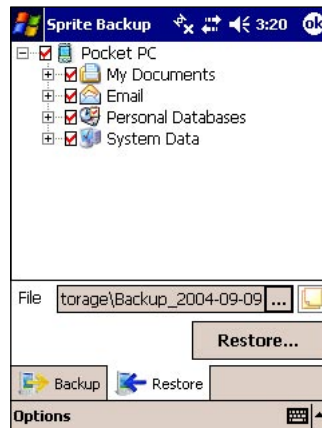 Sprite Backup 3:20 ok
Pocket PC
My Documents
Email
Personal Databases
System Data
File torage\Backup_2004-09-09 ...
Restore...
Backup Restore
Options